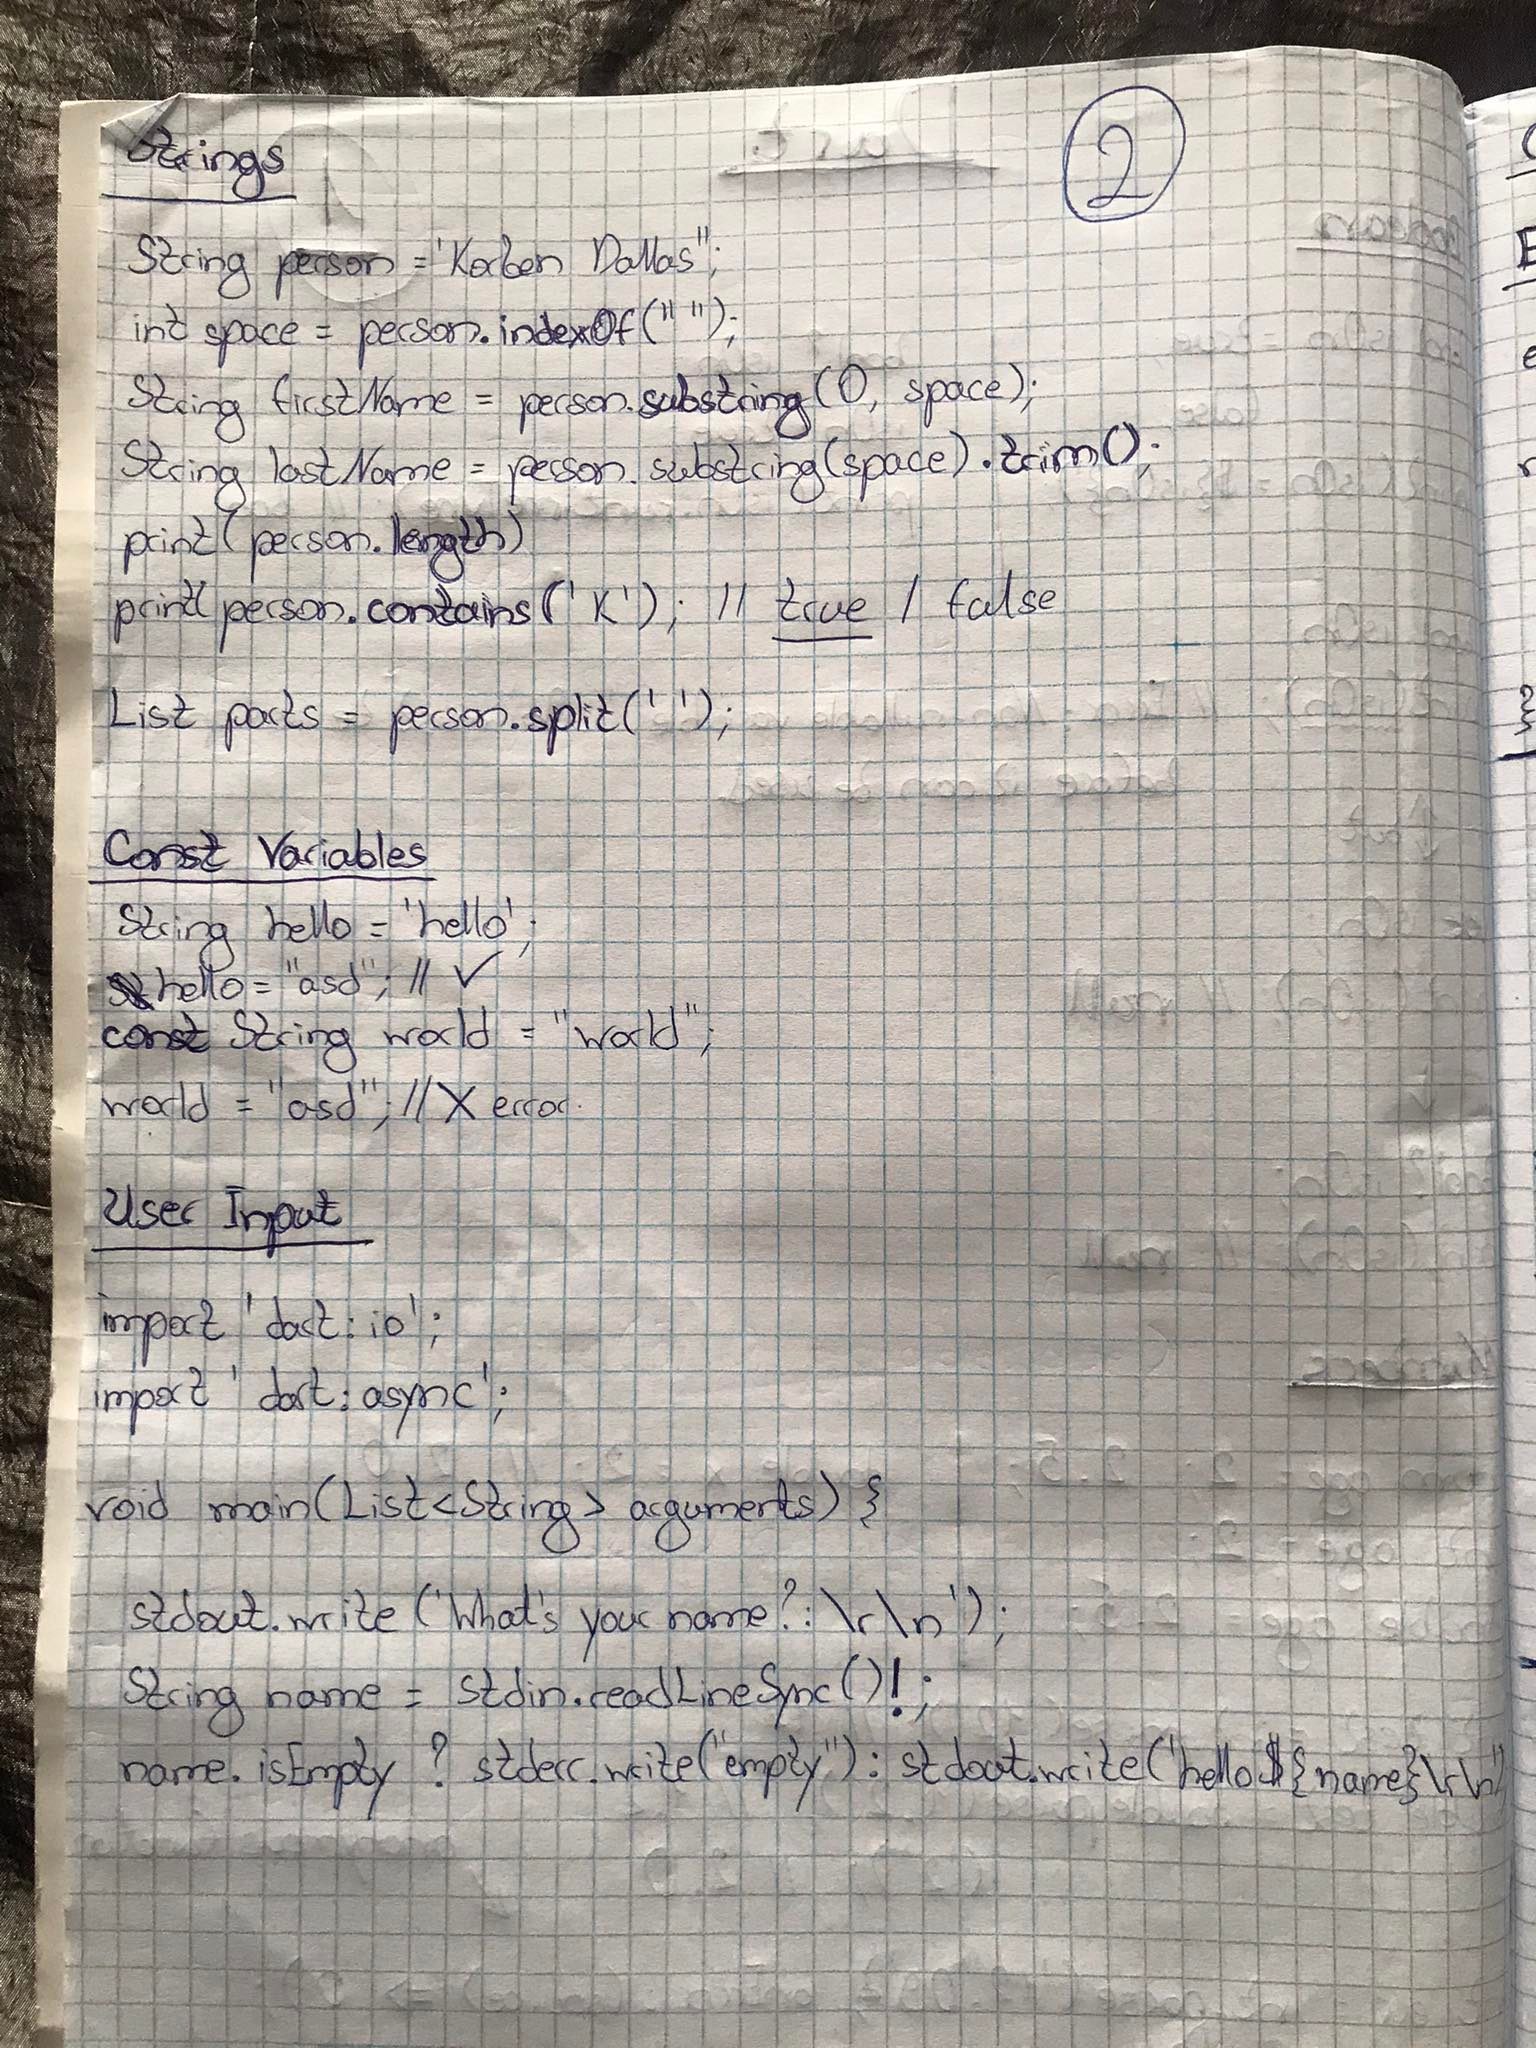 Strings
2
String person = 'Korben Dallas";
int space = person.indexOf(" ");
String firstName = person.substring(0, space);
String lastName = person.substring(space).trim();
print(person.length)
print(person.contains('K'); // true / false
List parts = person.split(' ');
Const Variables
String hello = 'hello';
hello = "asd"; // ✓
const String world = "world";
world = "asd"; // X error.
User Input
import 'dart:io';
import 'dart:async';
void main(List<String> arguments) {
stdout.write('What's your name?:\r\n');
String name = stdin.readLineSync()!;
name.isEmpty ? stderr.write("empty"): stdout.write("hello ${name}\r\n")